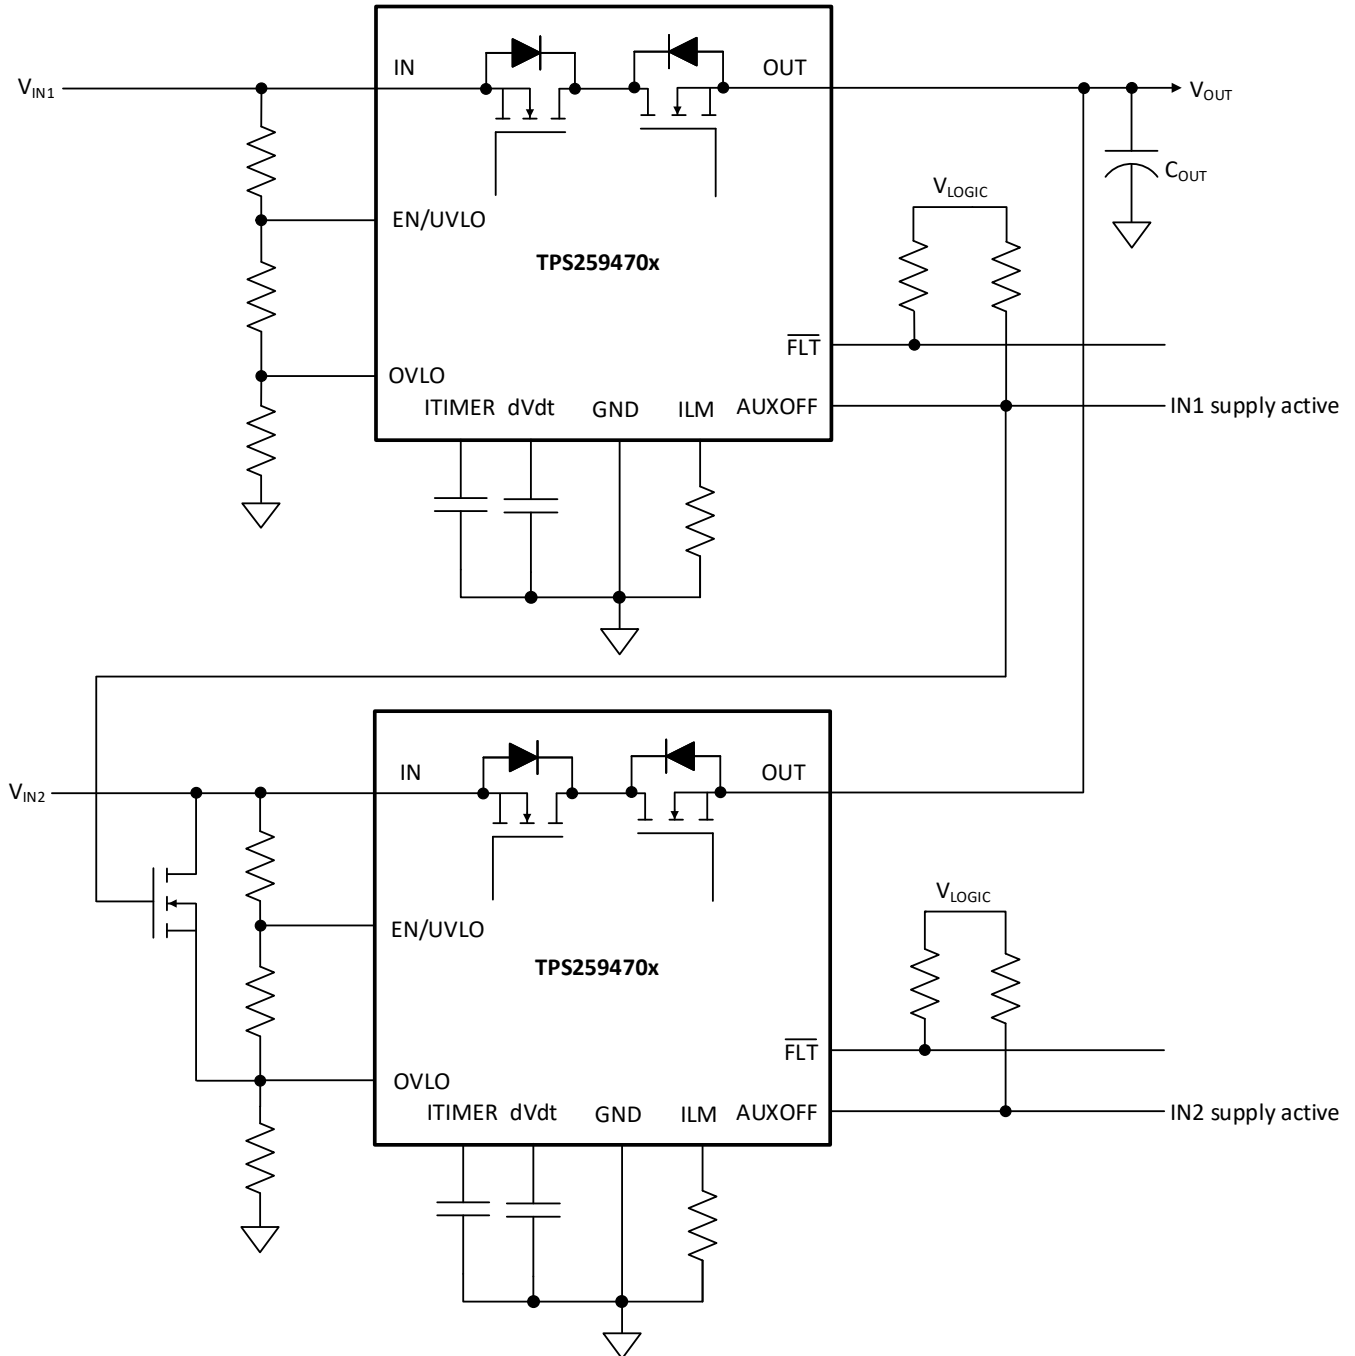 IN
OUT
VIN1
VOUT
COUT
VLOGIC
EN/UVLO
TPS259470x
FLT
OVLO
ITIMER dVdt GND ILM AUXOFF
IN1 supply active
IN
OUT
VIN2
VLOGIC
EN/UVLO
TPS259470x
FLT
OVLO
ITIMER dVdt GND ILM AUXOFF
IN2 supply active